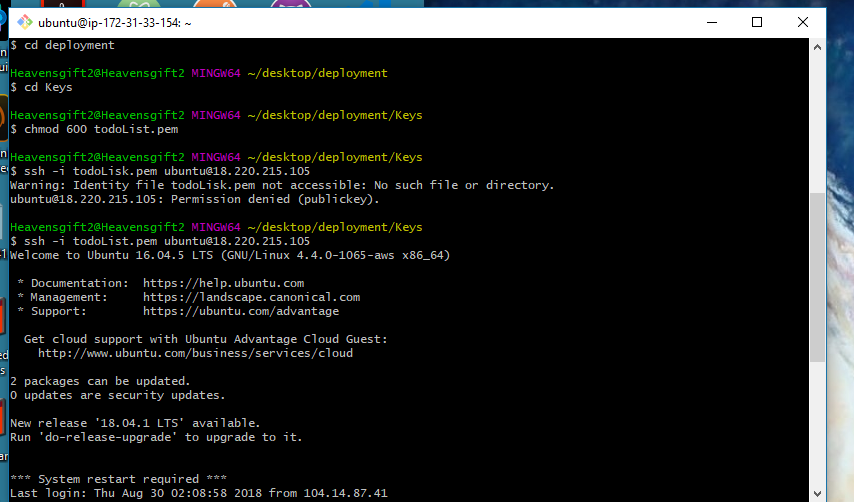 ubuntu@ip-172-31-33-154: ~
$ cd deployment
Heavensgift2@Heavensgift2 MINGW64 ~/desktop/deployment
$ cd Keys
Heavensgift2@Heavensgift2 MINGW64 ~/desktop/deployment/Keys
$ chmod 600 todoList.pem
Heavensgift2@Heavensgift2 MINGW64 ~/desktop/deployment/Keys
$ ssh -i todoLisk.pem ubuntu@18.220.215.105
Warning: Identity file todoLisk.pem not accessible: No such file or directory.
ubuntu@18.220.215.105: Permission denied (publickey).
Heavensgift2@Heavensgift2 MINGW64 ~/desktop/deployment/Keys
$ ssh -i todoList.pem ubuntu@18.220.215.105
Welcome to Ubuntu 16.04.5 LTS (GNU/Linux 4.4.0-1065-aws x86_64)
* Documentation:  https://help.ubuntu.com
* Management:     https://landscape.canonical.com
* Support:        https://ubuntu.com/advantage
Get cloud support with Ubuntu Advantage Cloud Guest:
http://www.ubuntu.com/business/services/cloud
2 packages can be updated.
0 updates are security updates.
New release '18.04.1 LTS' available.
Run 'do-release-upgrade' to upgrade to it.
*** System restart required ***
Last login: Thu Aug 30 02:08:58 2018 from 104.14.87.41